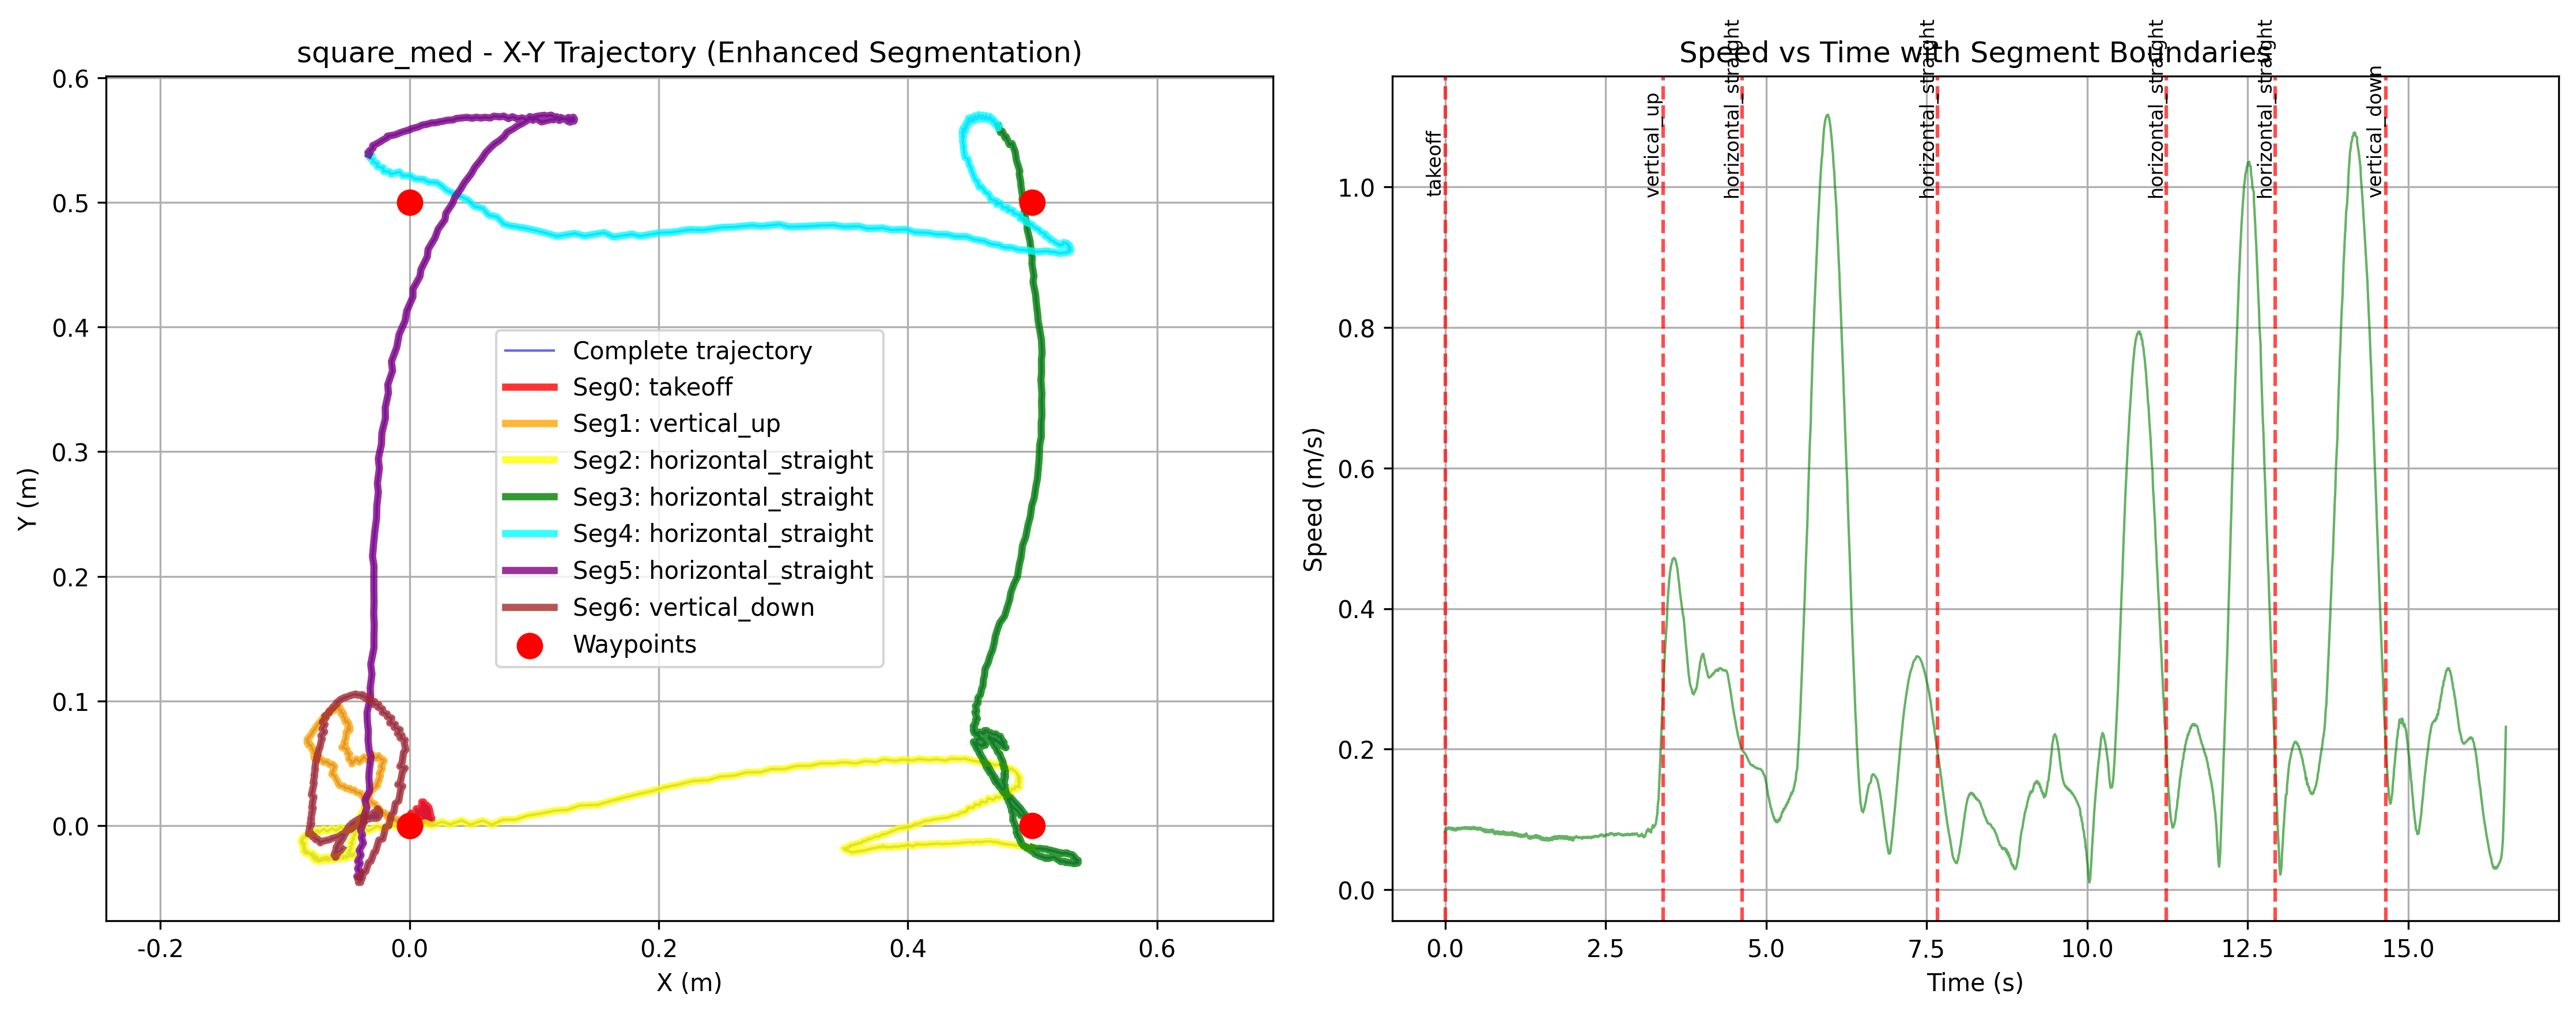 square_med - X-Y Trajectory (Enhanced Segmentation)
0.6
0.5
0.4
0.3
0.2
0.1
0.0
Y (m)
-0.2
0.0
0.2
0.4
0.6
X (m)
Complete trajectory
Seg0: takeoff
Seg1: vertical_up
Seg2: horizontal_straight
Seg3: horizontal_straight
Seg4: horizontal_straight
Seg5: horizontal_straight
Seg6: vertical_down
Waypoints
Speed vs Time with Segment Boundaries
takeoff
vertical_up
horizontal_straight
horizontal_straight
horizontal_straight
horizontal_straight
vertical_down
1.0
0.8
0.6
0.4
0.2
0.0
Speed (m/s)
0.0
2.5
5.0
7.5
10.0
12.5
15.0
Time (s)